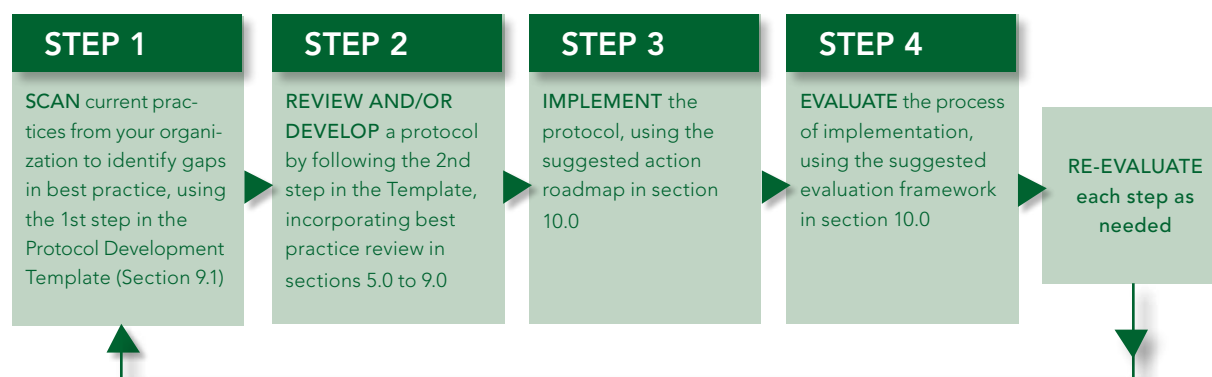 STEP 1
SCAN current prac-
tices from your organi-
zation to identify gaps
in best practice, using
the 1st step in the
Protocol Development
Template (Section 9.1)
STEP 2
REVIEW AND/OR
DEVELOP a protocol
by following the 2nd
step in the Template,
incorporating best
practice review in
sections 5.0 to 9.0
STEP 3
IMPLEMENT the
protocol, using the
suggested action
roadmap in section
10.0
STEP 4
EVALUATE the process
of implementation,
using the suggested
evaluation framework
in section 10.0
RE-EVALUATE
each step as
needed